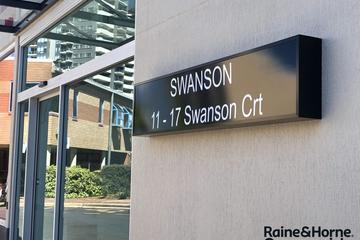 SWANSON
11 - 17 Swanson Crt
Raine&Horne.